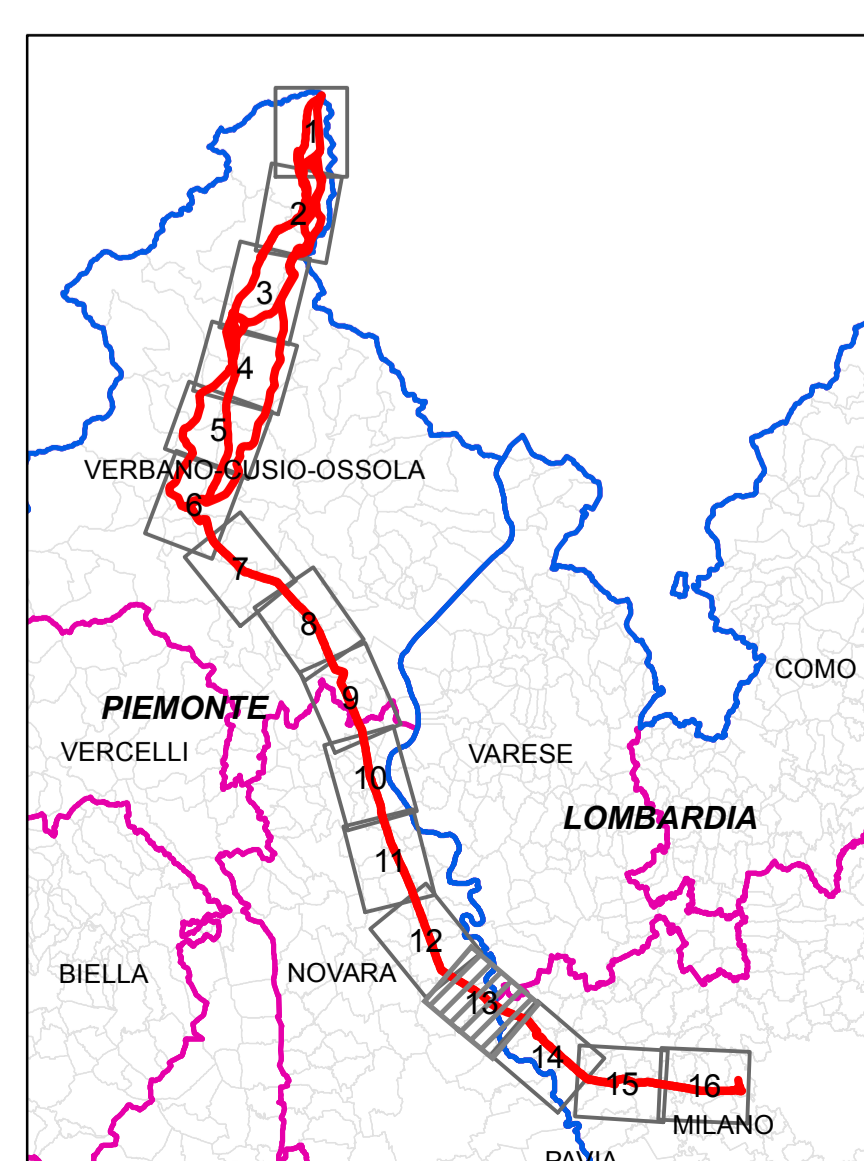 1
2
3
4
5
VERBANO-CUSIO-OSSOLA
6
7
8
COMO
9
PIEMONTE
VERCELLI
VARESE
10
LOMBARDIA
11
12
BIELLA
NOVARA
13
14
15
16
MILANO
PAVIA